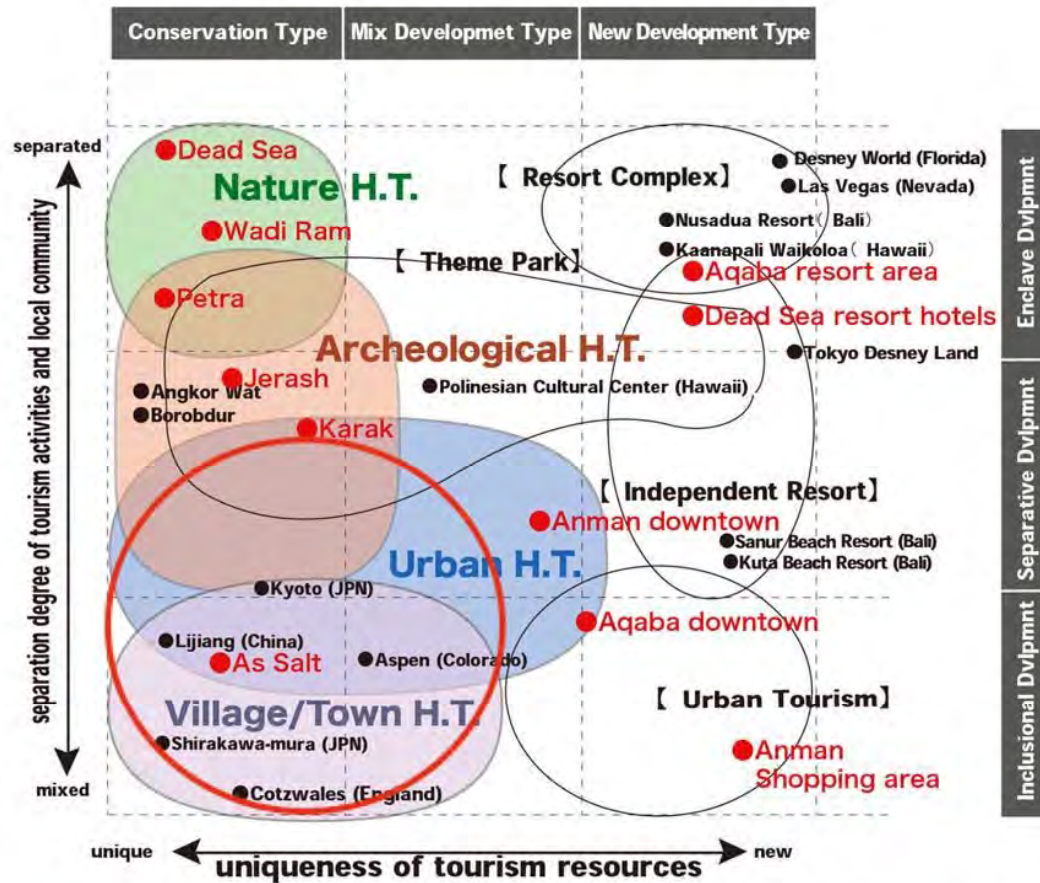 Conservation Type
Mix Developmet Type
New Development Type
separated
Dead Sea
Nature H.T.
【 Resort Complex】
Desney World (Florida)
Las Vegas (Nevada)
Wadi Ram
Nusadua Resort( Bali)
【 Theme Park】
Kaanapali Waikoloa( Hawaii)
Aqaba resort area
Petra
Dead Sea resort hotels
Archeological H.T.
Tokyo Desney Land
Jerash
Angkor Wat
Polinesian Cultural Center (Hawaii)
Borobdur
Karak
【 Independent Resort】
Anman downtown
Sanur Beach Resort (Bali)
Urban H.T.
Kuta Beach Resort (Bali)
Kyoto (JPN)
Aqaba downtown
Lijiang (China)
As Salt
Aspen (Colorado)
【 Urban Tourism】
Village/Town H.T.
Shirakawa-mura (JPN)
Anman
Shopping area
Cotzwales (England)
mixed
separation degree of tourism activities and local community
Enclave Dvlpmnt
Separative Dvlpmnt
Inclusional Dvlpmnt
unique
uniqueness of tourism resources
new